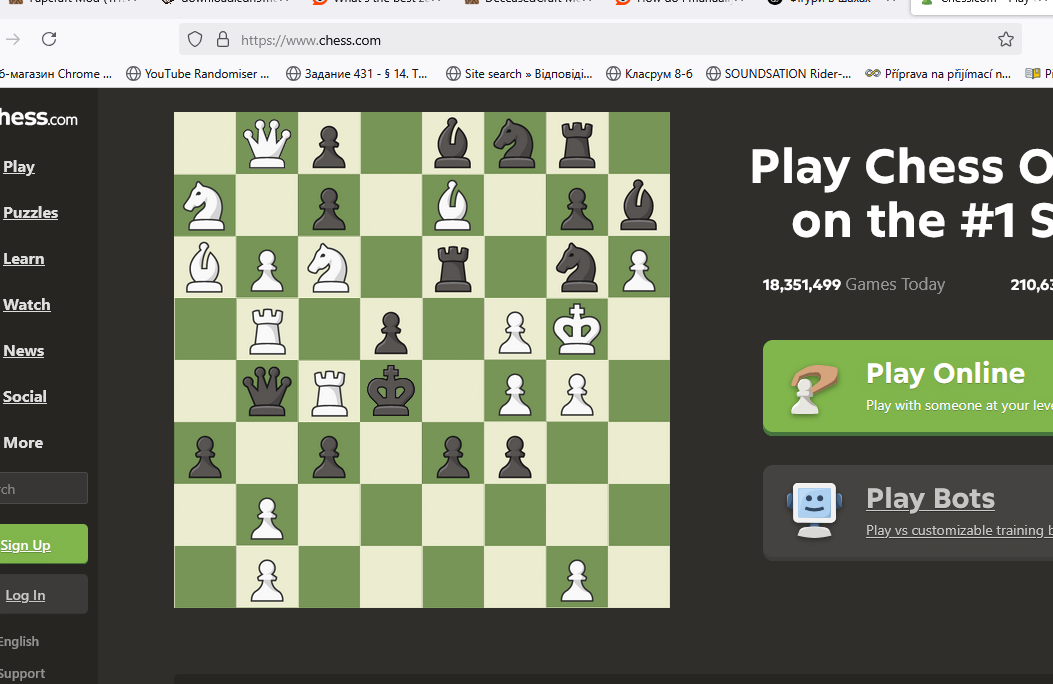 https://www.chess.com
б-магазин Chrome ... YouTube Randomiser ... Задание 431 - § 14. Т... Site search » Відповіді... Класрум 8-б SOUNDSATION Rider-... Příprava na přijímací n...
hess.com
Play
Puzzles
Learn
Watch
News
Social
More
rch
Sign Up
Log In
English
Support
Play Chess O
on the #1 S
18,351,499 Games Today 210,63
Play Online
Play with someone at your leve
Play Bots
Play vs customizable training b